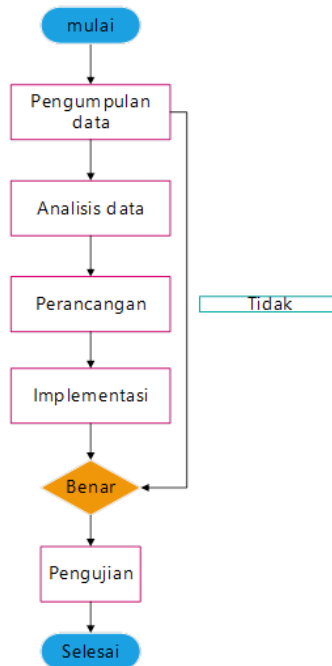 mulai
Pengumpulan
data
Analisis data
Perancangan
Tidak
Implementasi
Benar
Pengujian
Selesai